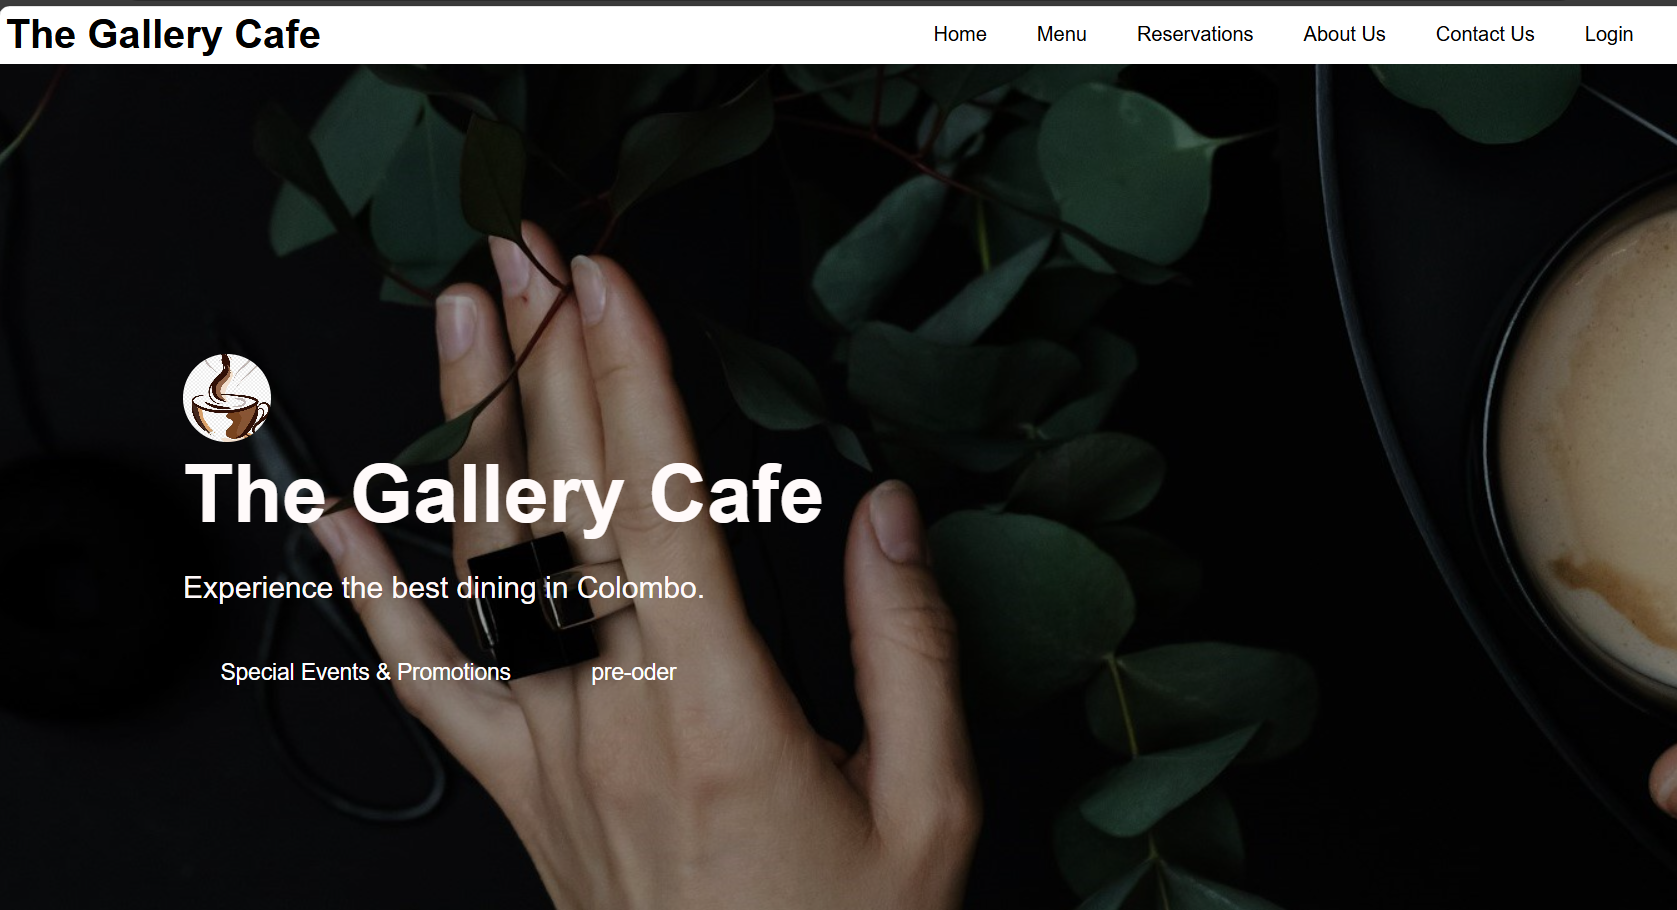 The Gallery Cafe Home Menu Reservations About Us Contact Us Login
The Gallery Cafe
Experience the best dining in Colombo.
Special Events & Promotions pre-oder